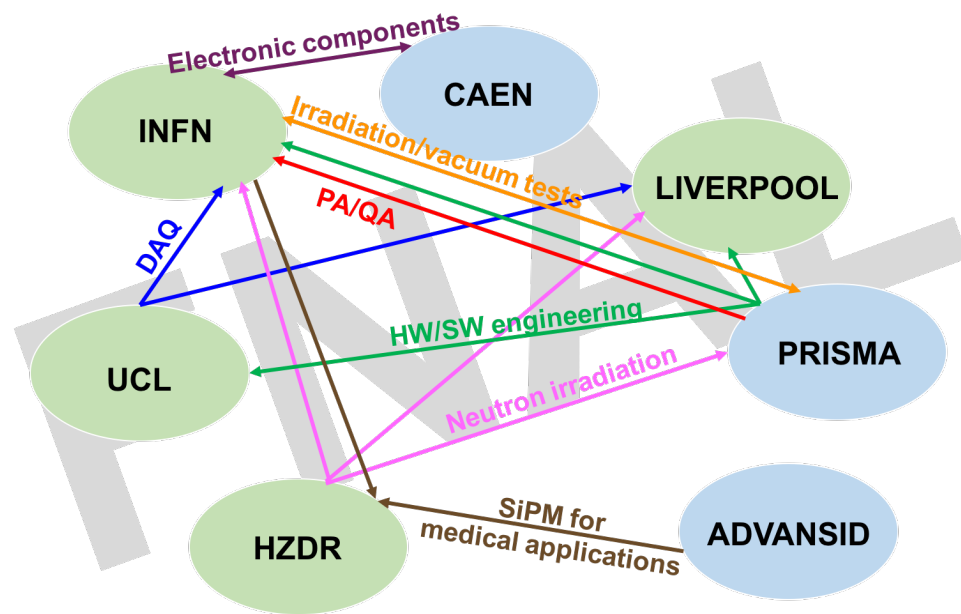 Electronic components
CAEN
INFN
Irradiation/vacuum tests
LIVERPOOL
PA/QA
DAQ
HW/SW engineering
PRISMA
UCL
Neutron irradiation
SiPM for
medical applications
HZDR
ADVANSID
FINAL